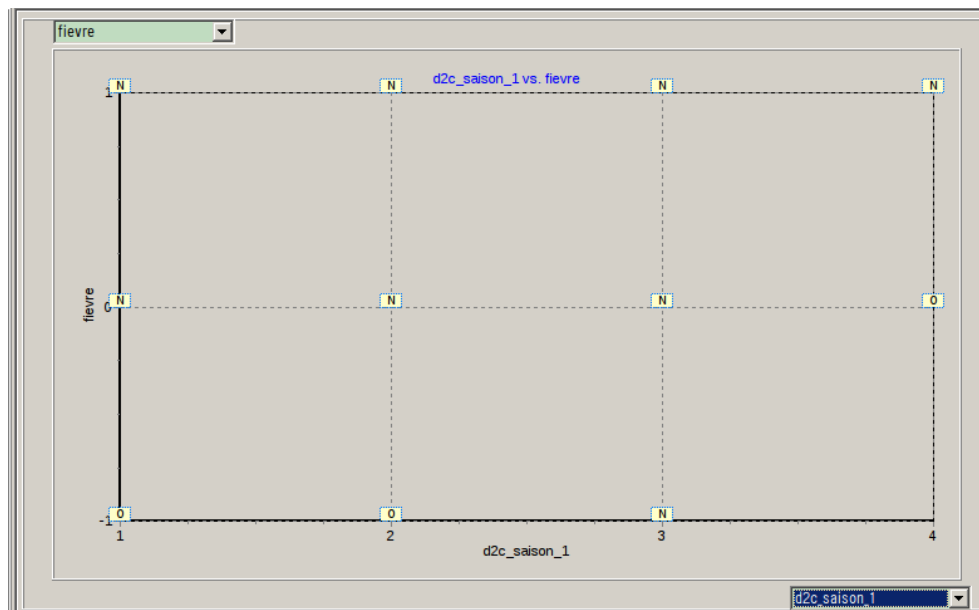 fievre
d2c_saison_1 vs. fievre
N N N N
1
fievre
N N N O
0
O O N
-1
1 2 3 4
d2c_saison_1
d2c_saison_1